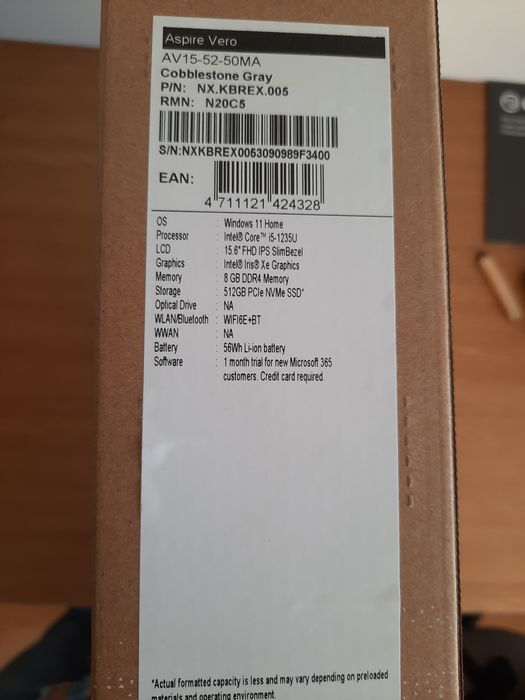 Aspire Vero
AV15-52-50MA
Cobblestone Gray
P/N: NX.KBREX.005
RMN: N20C5
S/N:NXKBREX0053090989F3400
EAN:
4 711121 424328
OS : Windows 11 Home
Processor : Intel® Core™ i5-1235U
LCD : 15.6" FHD IPS SlimBezel
Graphics : Intel® Iris® Xe Graphics
Memory : 8 GB DDR4 Memory
Storage : 512GB PCIe NVMe SSD*
Optical Drive : NA
WLAN/Bluetooth : WIFI6E+BT
WWAN : NA
Battery : 56Wh Li-ion battery
Software : 1 month trial for new Microsoft 365
customers. Credit card required.
*Actual formatted capacity is less and may vary depending on preloaded
materials and operating environment.